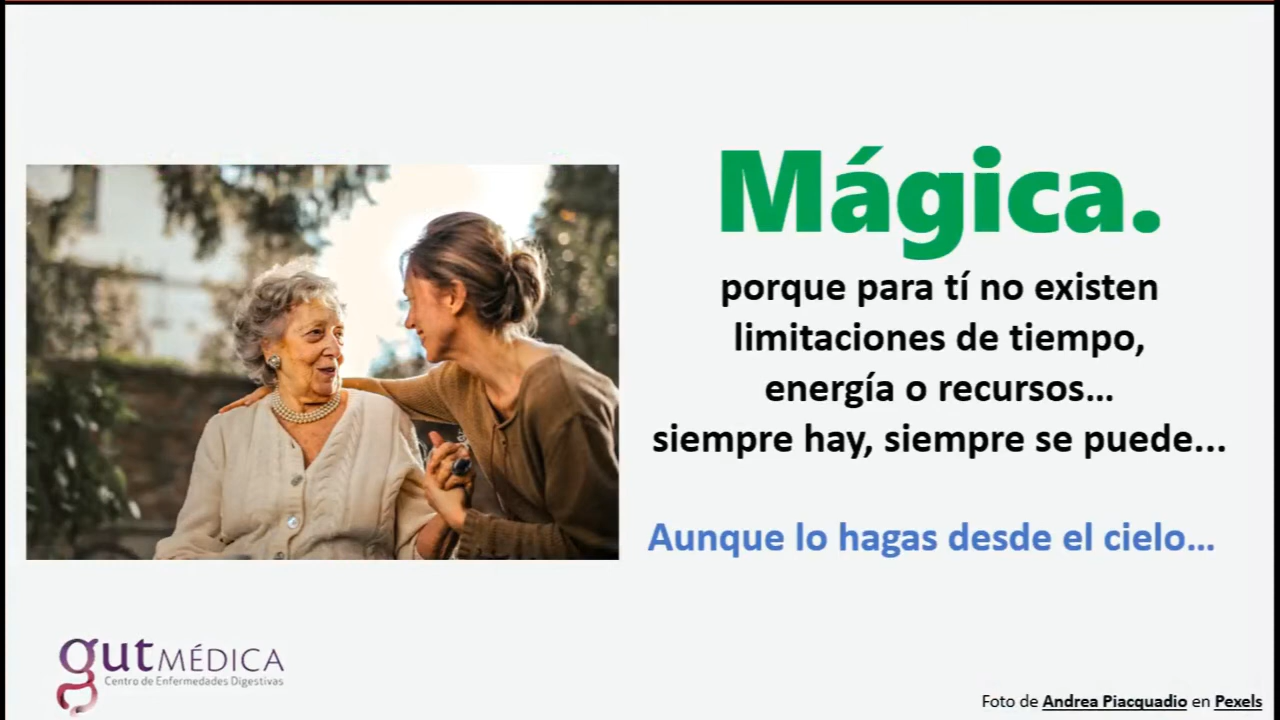 Mágica.
porque para tí no existen
limitaciones de tiempo,
energía o recursos...
siempre hay, siempre se puede...
Aunque lo hagas desde el cielo...
gutMÉDICA
Centro de Enfermedades Digestivas
Foto de Andrea Piacquadio en Pexels